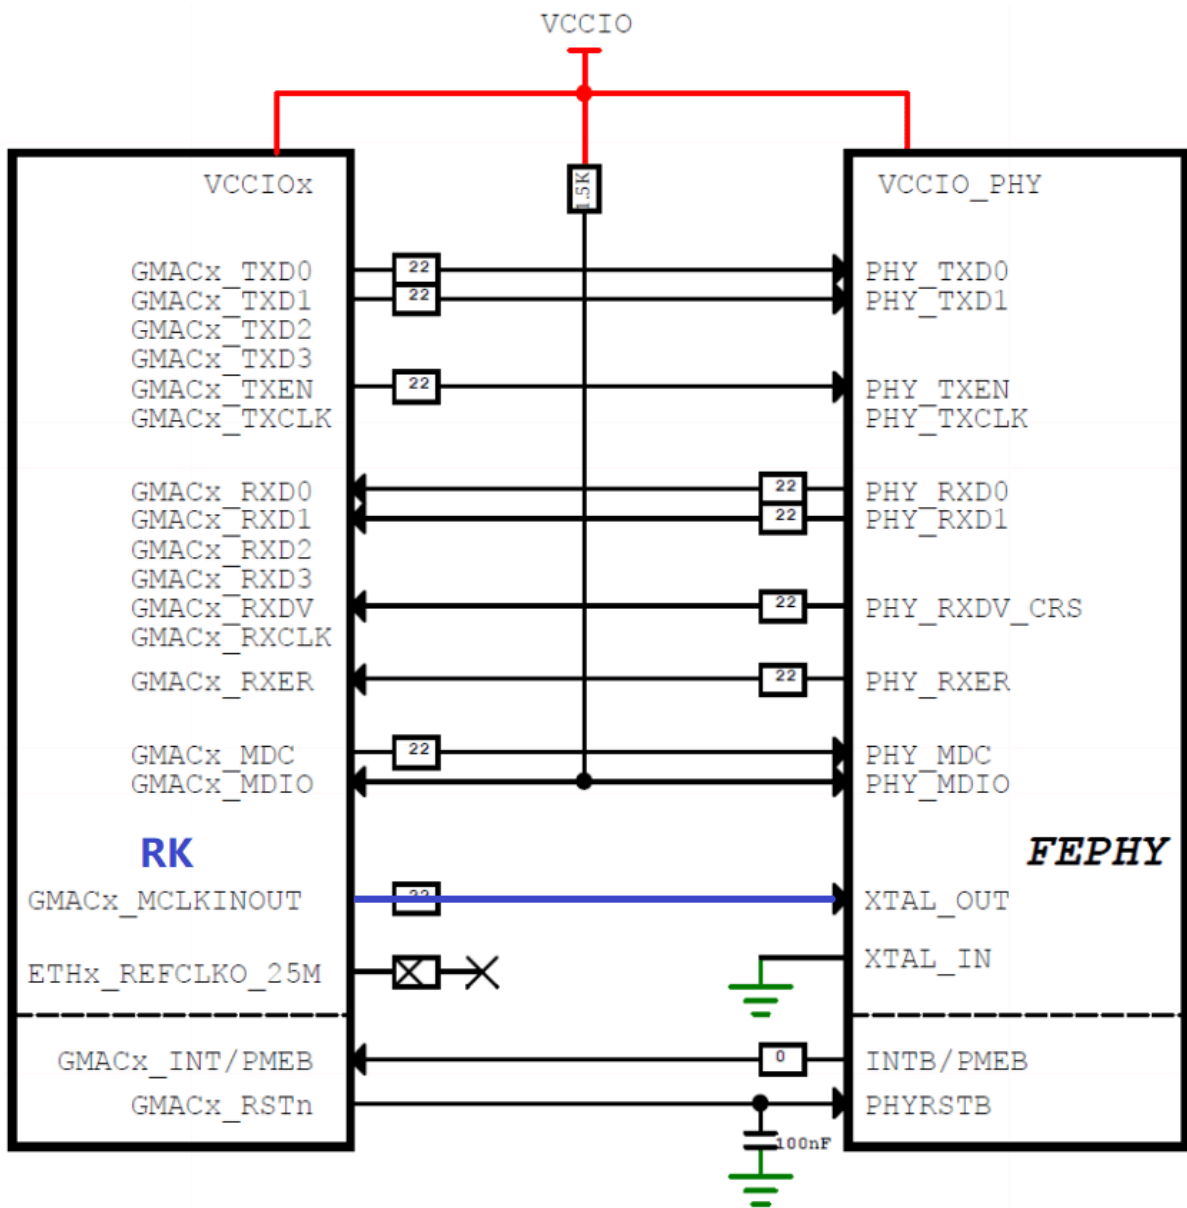 VCCIO
VCCIOx
1.5K
VCCIO_PHY
GMACx_TXD0
22
PHY_TXD0
GMACx_TXD1
22
PHY_TXD1
GMACx_TXD2
GMACx_TXD3
GMACx_TXEN
22
PHY_TXEN
GMACx_TXCLK
PHY_TXCLK
GMACx_RXD0
22
PHY_RXD0
GMACx_RXD1
22
PHY_RXD1
GMACx_RXD2
GMACx_RXD3
GMACx_RXDV
22
PHY_RXDV_CRS
GMACx_RXCLK
GMACx_RXER
22
PHY_RXER
GMACx_MDC
22
PHY_MDC
GMACx_MDIO
PHY_MDIO
RK
FEPHY
GMACx_MCLKINOUT
22
XTAL_OUT
XTAL_IN
ETHx_REFCLKO_25M
GMACx_INT/PMEB
0
INTB/PMEB
GMACx_RSTn
PHYRSTB
100nF